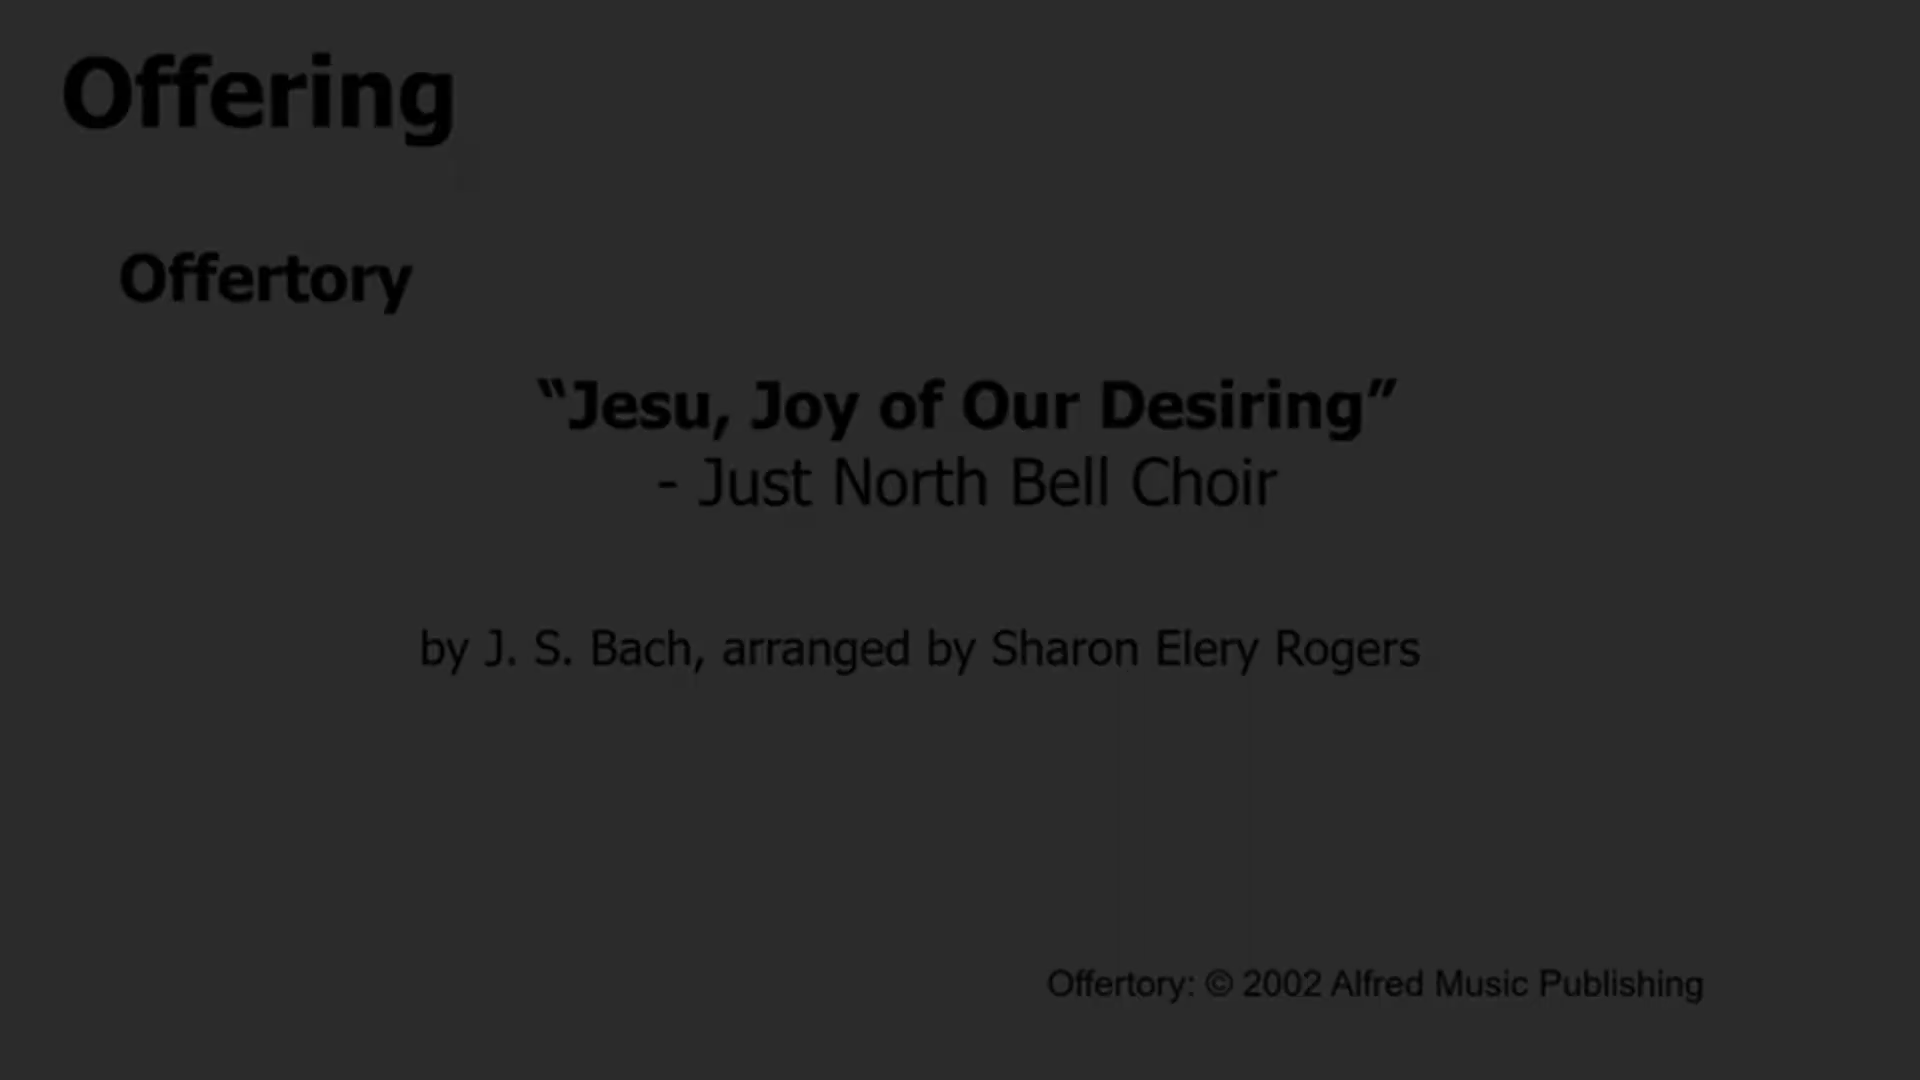 Offering
Offertory
“Jesu, Joy of Our Desiring”
- Just North Bell Choir
by J. S. Bach, arranged by Sharon Elery Rogers
Offertory: © 2002 Alfred Music Publishing